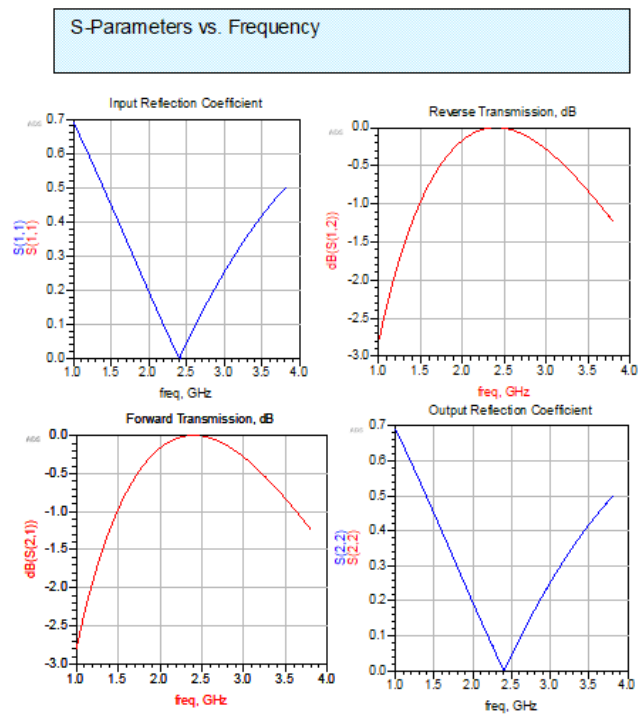 S-Parameters vs. Frequency
Input Reflection Coefficient
ADS
S(1,1)
S(1,1)
0.7
0.6
0.5
0.4
0.3
0.2
0.1
0.0
1.0 1.5 2.0 2.5 3.0 3.5 4.0
freq, GHz
Reverse Transmission, dB
ADS
dB(S(1,2))
0.0
-0.5
-1.0
-1.5
-2.0
-2.5
-3.0
1.0 1.5 2.0 2.5 3.0 3.5 4.0
freq, GHz
Forward Transmission, dB
ADS
dB(S(2,1))
0.0
-0.5
-1.0
-1.5
-2.0
-2.5
-3.0
1.0 1.5 2.0 2.5 3.0 3.5 4.0
freq, GHz
Output Reflection Coefficient
ADS
S(2,2)
S(2,2)
0.7
0.6
0.5
0.4
0.3
0.2
0.1
0.0
1.0 1.5 2.0 2.5 3.0 3.5 4.0
freq, GHz